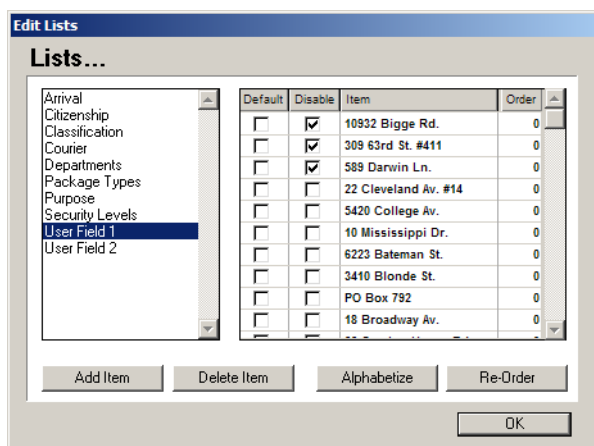 Edit Lists
Lists...
Arrival
Citizenship
Classification
Courier
Departments
Package Types
Purpose
Security Levels
User Field 1
User Field 2
Default Disable Item Order
10932 Bigge Rd. 0
309 63rd St. #411 0
589 Darwin Ln. 0
22 Cleveland Av. #14 0
5420 College Av. 0
10 Mississippi Dr. 0
6223 Bateman St. 0
3410 Blonde St. 0
PO Box 792 0
18 Broadway Av. 0
Add Item Delete Item Alphabetize Re-Order
OK